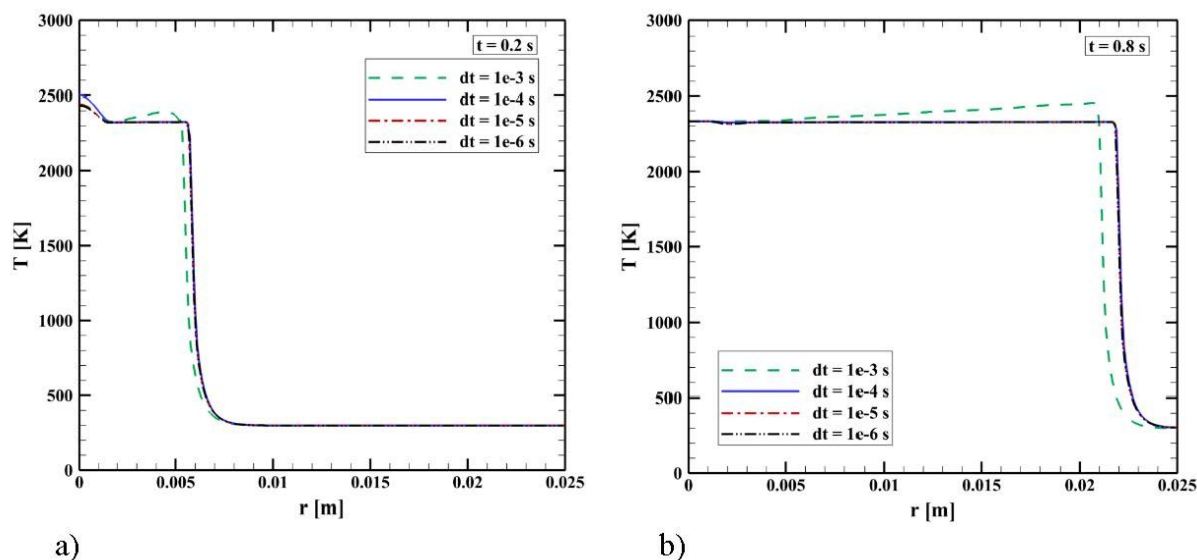 3000
2500
2000
1500
1000
500
0
T [K]
0
0.005
0.01
0.015
0.02
0.025
r [m]
t = 0.2 s
dt = 1e-3 s
dt = 1e-4 s
dt = 1e-5 s
dt = 1e-6 s
a)
3000
2500
2000
1500
1000
500
0
T [K]
0
0.005
0.01
0.015
0.02
0.025
r [m]
t = 0.8 s
dt = 1e-3 s
dt = 1e-4 s
dt = 1e-5 s
dt = 1e-6 s
b)